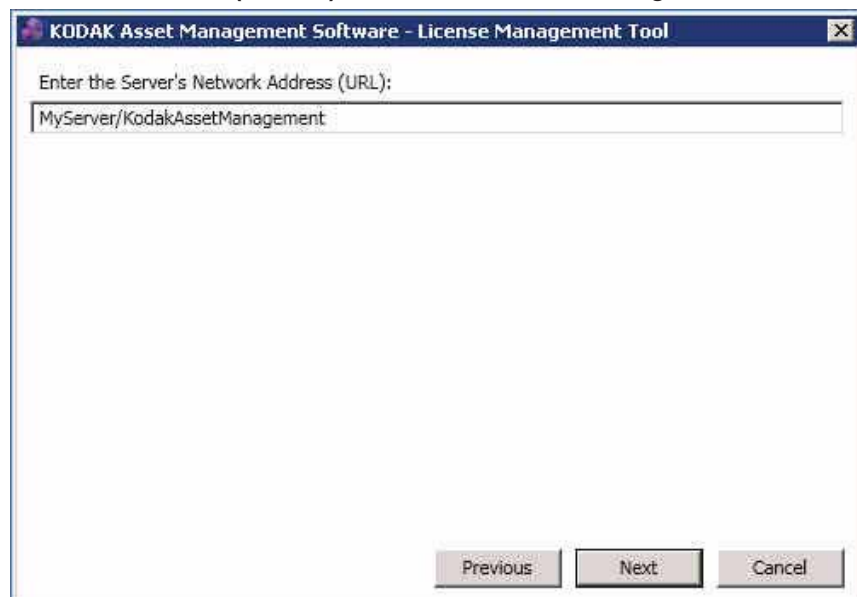 KODAK Asset Management Software - License Management Tool
Enter the Server's Network Address (URL):
MyServer/KodakAssetManagement
Previous Next Cancel